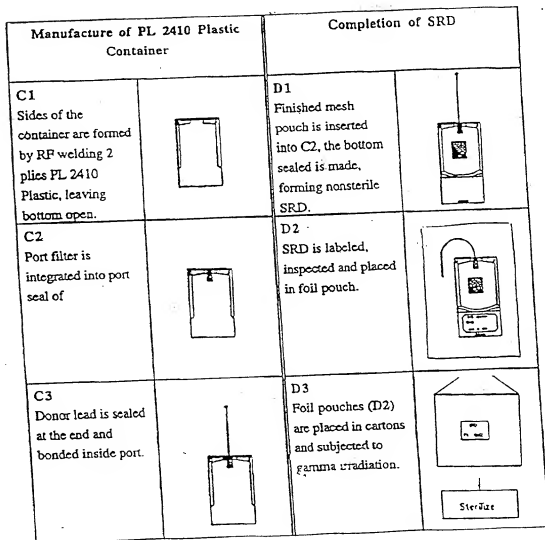 Manufacture of PL 2410 Plastic
Container
Completion of SRD
C1
Sides of the
container are formed
by RF welding 2
plies PL 2410
Plastic, leaving
bottom open.
D1
Finished mesh
pouch is inserted
into C2, the bottom
sealed is made,
forming nonsterile
SRD.
C2
Port filter is
integrated into port
seal of
D2
SRD is labeled,
inspected and placed
in foil pouch.
C3
Donor lead is sealed
at the end and
bonded inside port.
D3
Foil pouches (D2)
are placed in cartons
and subjected to
gamma irradiation.
Sterilize